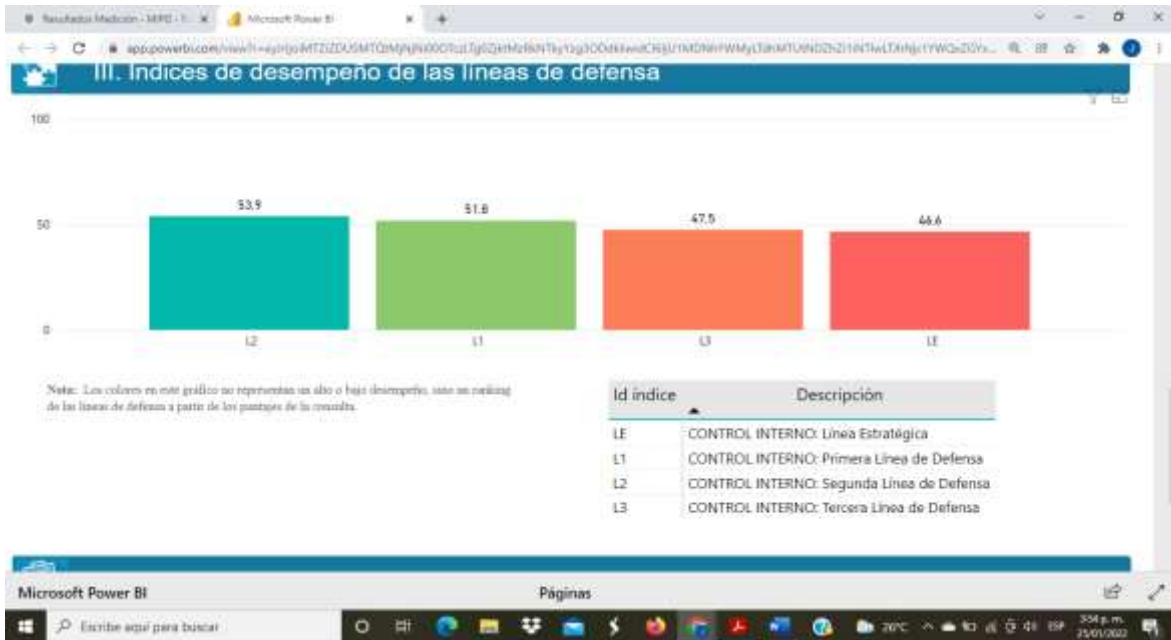 Resultados Medición - MIPG - F
Microsoft Power BI
III. Índices de desempeño de las líneas de defensa
100
53,9
51,8
47,5
46,6
50
0
L2
L1
L3
LE
Nota: Los colores en este gráfico no representan un alto o bajo desempeño, sino un ranking
de las líneas de defensa a partir de los puntajes de la consulta.
Id índice Descripción
LE CONTROL INTERNO: Línea Estratégica
L1 CONTROL INTERNO: Primera Línea de Defensa
L2 CONTROL INTERNO: Segunda Línea de Defensa
L3 CONTROL INTERNO: Tercera Línea de Defensa
Microsoft Power BI
Páginas
Escribe aquí para buscar
20°C
ESP
3:54 p. m.
25/01/2022